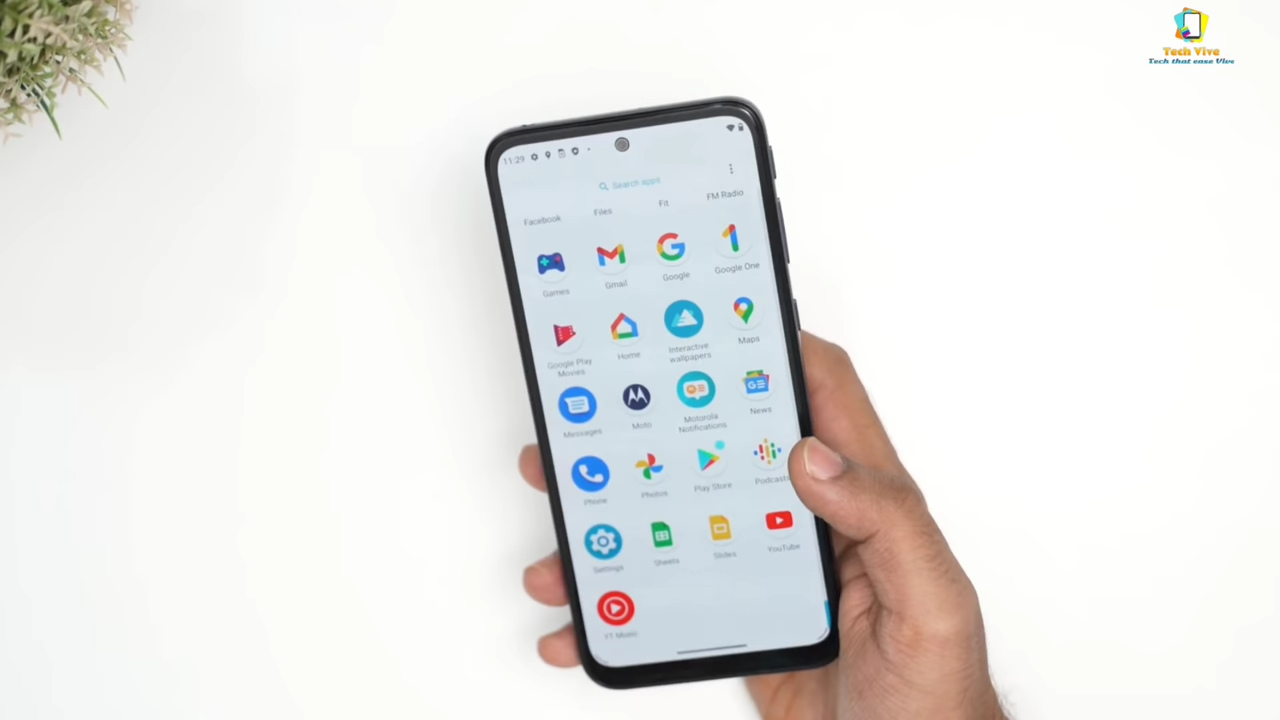 Tech Vive
Tech that ease Vive
11:29
Search apps
Facebook
Files
Fit
FM Radio
Games
Gmail
Google
Google One
Google Play
Movies
Home
Interactive
wallpapers
Maps
Messages
Moto
Motorola
Notifications
News
Phone
Photos
Play Store
Podcasts
Settings
Sheets
Slides
YouTube
YT Music